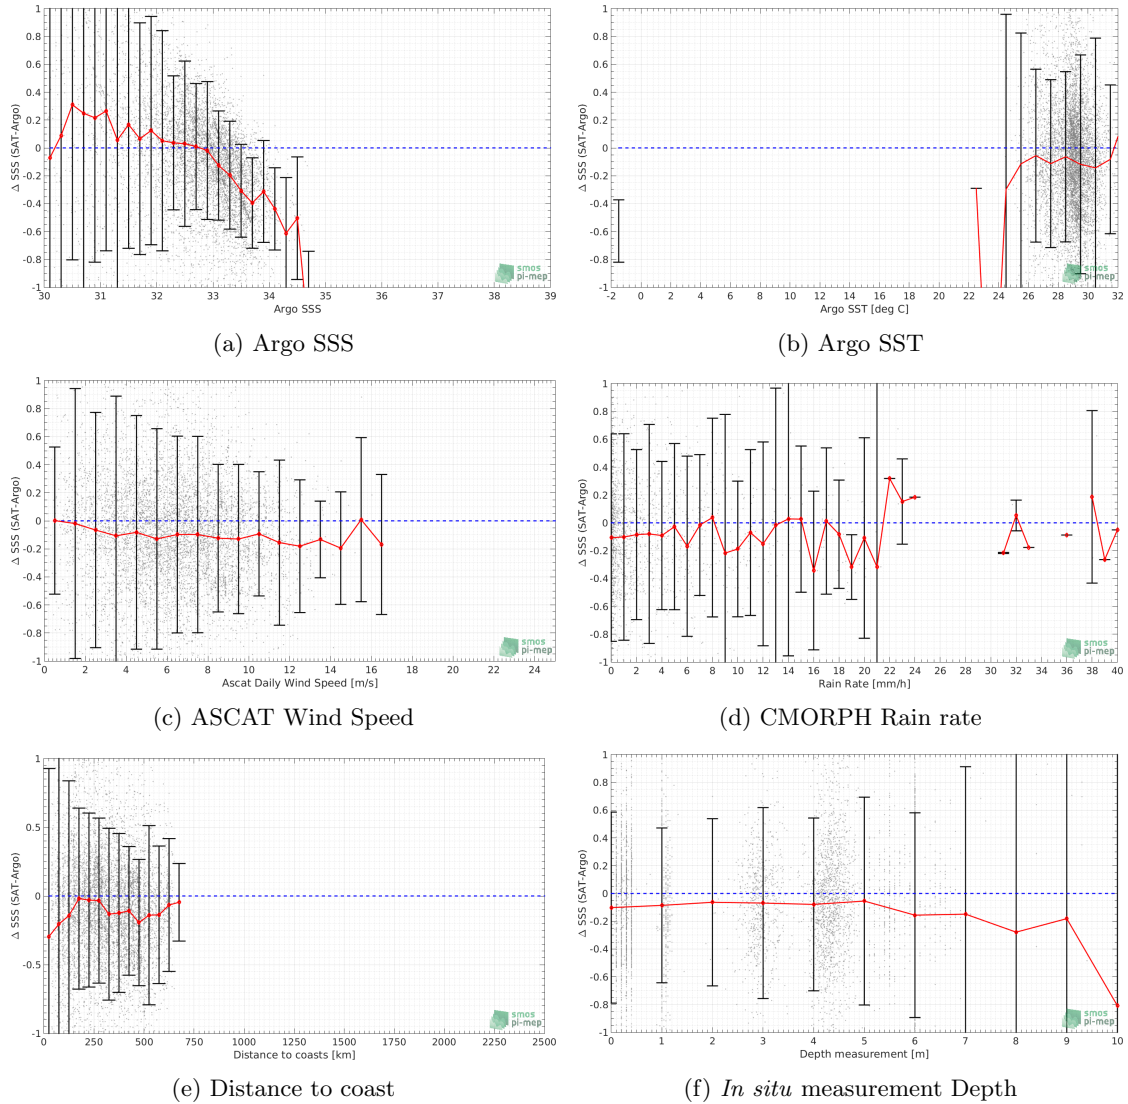 1
0.8
0.6
0.4
0.2
0
-0.2
-0.4
-0.6
-0.8
-1
Δ SSS (SAT-Argo)
30 31 32 33 34 35 36 37 38 39
Argo SSS
smos
pi-mep
(a) Argo SSS
1
0.8
0.6
0.4
0.2
0
-0.2
-0.4
-0.6
-0.8
-1
Δ SSS (SAT-Argo)
-2 0 2 4 6 8 10 12 14 16 18 20 22 24 26 28 30 32
Argo SST [deg C]
smos
pi-mep
(b) Argo SST
1
0.8
0.6
0.4
0.2
0
-0.2
-0.4
-0.6
-0.8
-1
Δ SSS (SAT-Argo)
0 2 4 6 8 10 12 14 16 18 20 22 24
Ascat Daily Wind Speed [m/s]
smos
pi-mep
(c) ASCAT Wind Speed
1
0.8
0.6
0.4
0.2
0
-0.2
-0.4
-0.6
-0.8
-1
Δ SSS (SAT-Argo)
0 2 4 6 8 10 12 14 16 18 20 22 24 26 28 30 32 34 36 38 40
Rain Rate [mm/h]
smos
pi-mep
(d) CMORPH Rain rate
1
0.5
0
-0.5
-1
Δ SSS (SAT-Argo)
0 250 500 750 1000 1250 1500 1750 2000 2250 2500
Distance to coasts [km]
smos
pi-mep
(e) Distance to coast
1
0.8
0.6
0.4
0.2
0
-0.2
-0.4
-0.6
-0.8
-1
Δ SSS (SAT-Argo)
0 1 2 3 4 5 6 7 8 9 10
Depth measurement [m]
smos
pi-mep
(f) In situ measurement Depth